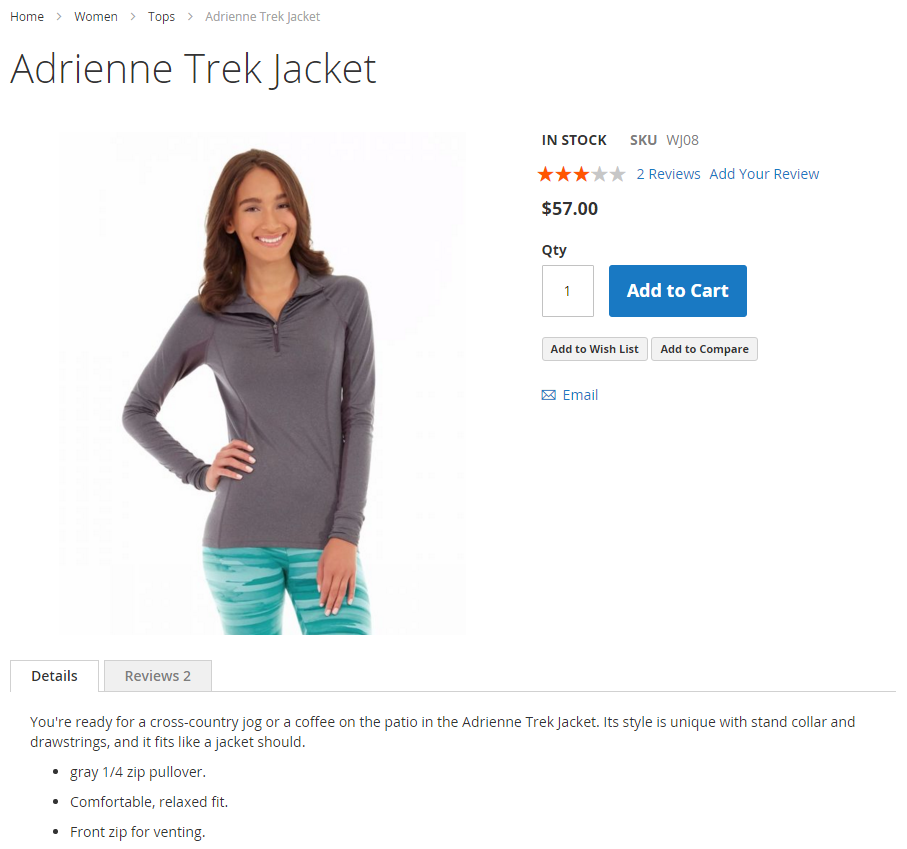 Home > Women > Tops > Adrienne Trek Jacket
Adrienne Trek Jacket
IN STOCK SKU WJ08
2 Reviews Add Your Review
$57.00
Qty
1 Add to Cart
Add to Wish List Add to Compare
Email
Details Reviews 2
You're ready for a cross-country jog or a coffee on the patio in the Adrienne Trek Jacket. Its style is unique with stand collar and
drawstrings, and it fits like a jacket should.
• gray 1/4 zip pullover.
• Comfortable, relaxed fit.
• Front zip for venting.